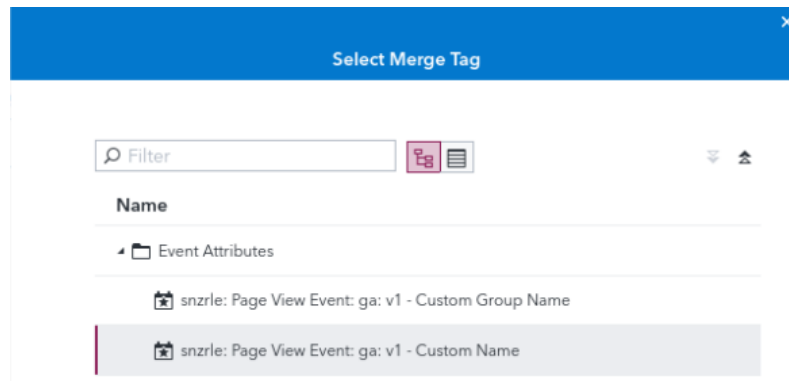 Select Merge Tag
Filter
Name
Event Attributes
snzrle: Page View Event: ga: v1 - Custom Group Name
snzrle: Page View Event: ga: v1 - Custom Name